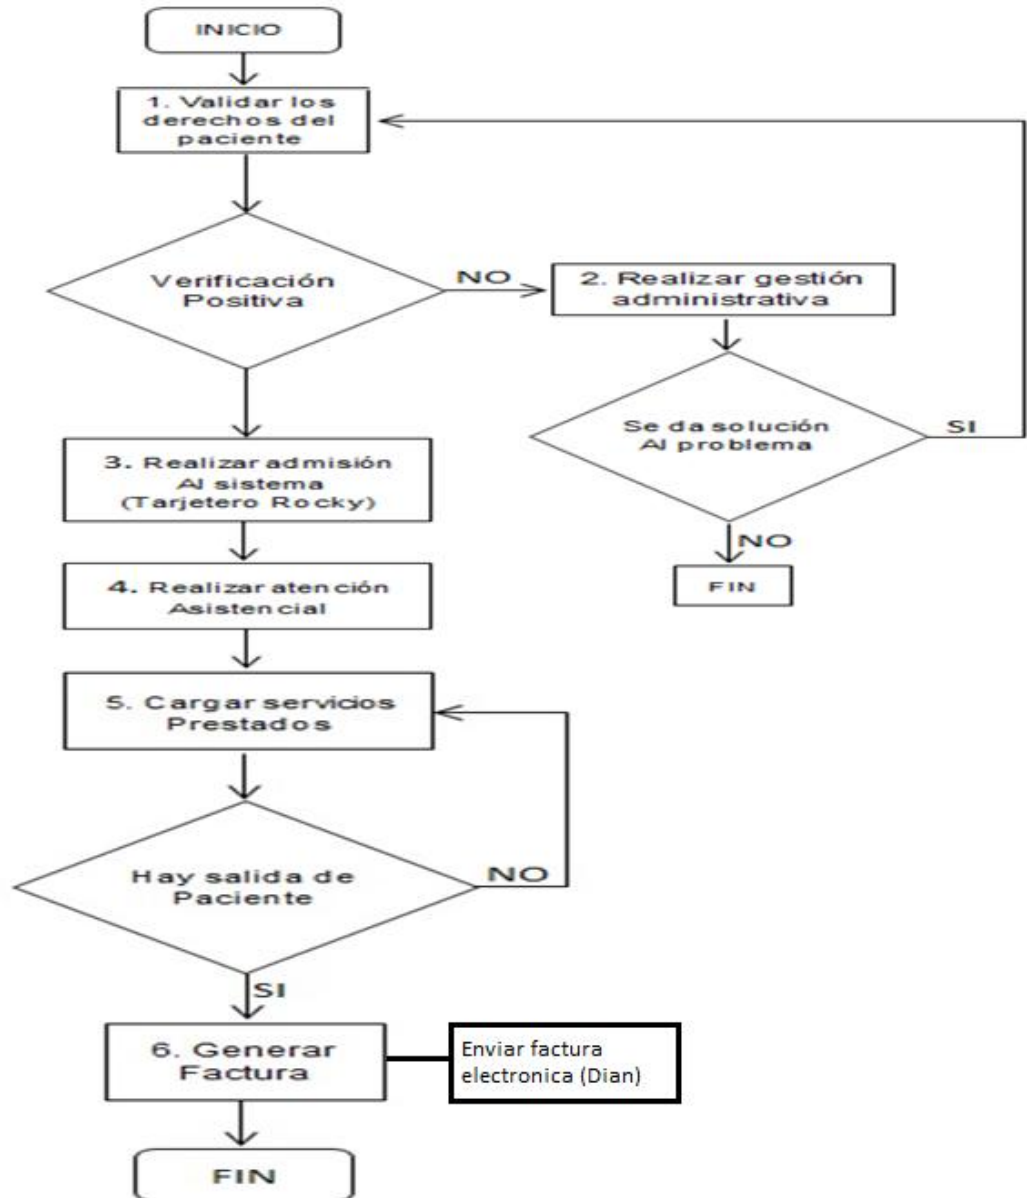 INICIO
1. Validar los
derechos del
paciente
Verificación
Positiva
NO
2. Realizar gestión
administrativa
Se da solución
Al problema
SI
NO
FIN
3. Realizar admisión
Al sistema
(Tarjetero Rocky)
4. Realizar atención
Asistencial
5. Cargar servicios
Prestados
Hay salida de
Paciente
NO
SI
6. Generar
Factura
Enviar factura
electronica (Dian)
FIN